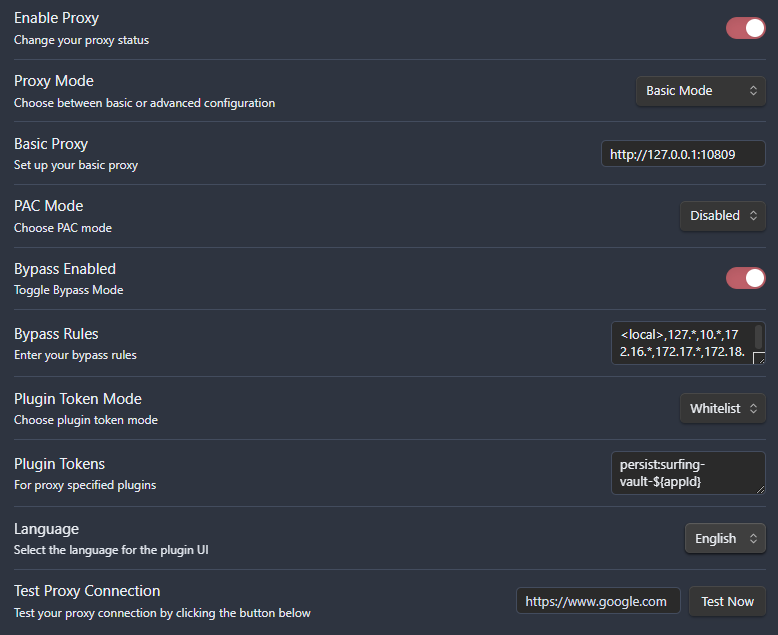 Enable Proxy
Change your proxy status
Proxy Mode
Choose between basic or advanced configuration
Basic Mode
Basic Proxy
Set up your basic proxy
http://127.0.0.1:10809
PAC Mode
Choose PAC mode
Disabled
Bypass Enabled
Toggle Bypass Mode
Bypass Rules
Enter your bypass rules
<local>,127.*,10.*,17
2.16.*,172.17.*,172.18.
Plugin Token Mode
Choose plugin token mode
Whitelist
Plugin Tokens
For proxy specified plugins
persist:surfing-
vault-${appId}
Language
Select the language for the plugin UI
English
Test Proxy Connection
Test your proxy connection by clicking the button below
https://www.google.com
Test Now